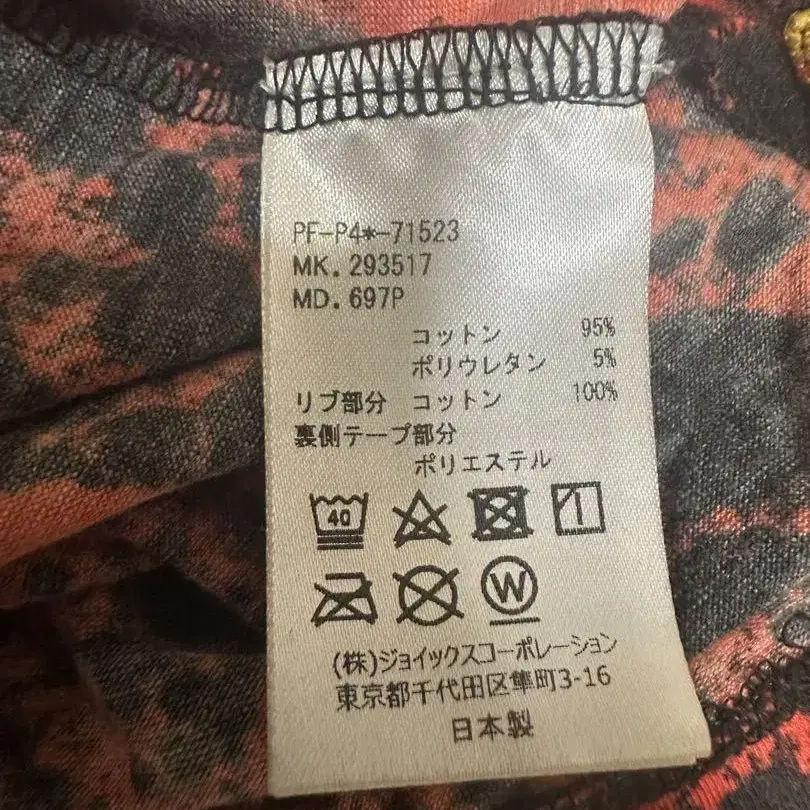 PF-P4*-71523
MK. 293517
MD. 697P
コットン 95%
ポリウレタン 5%
リブ部分 コットン 100%
裏側テープ部分
ポリエステル
40
W
(株)ジョイックスコーポレーション
東京都千代田区隼町3-16
日本製